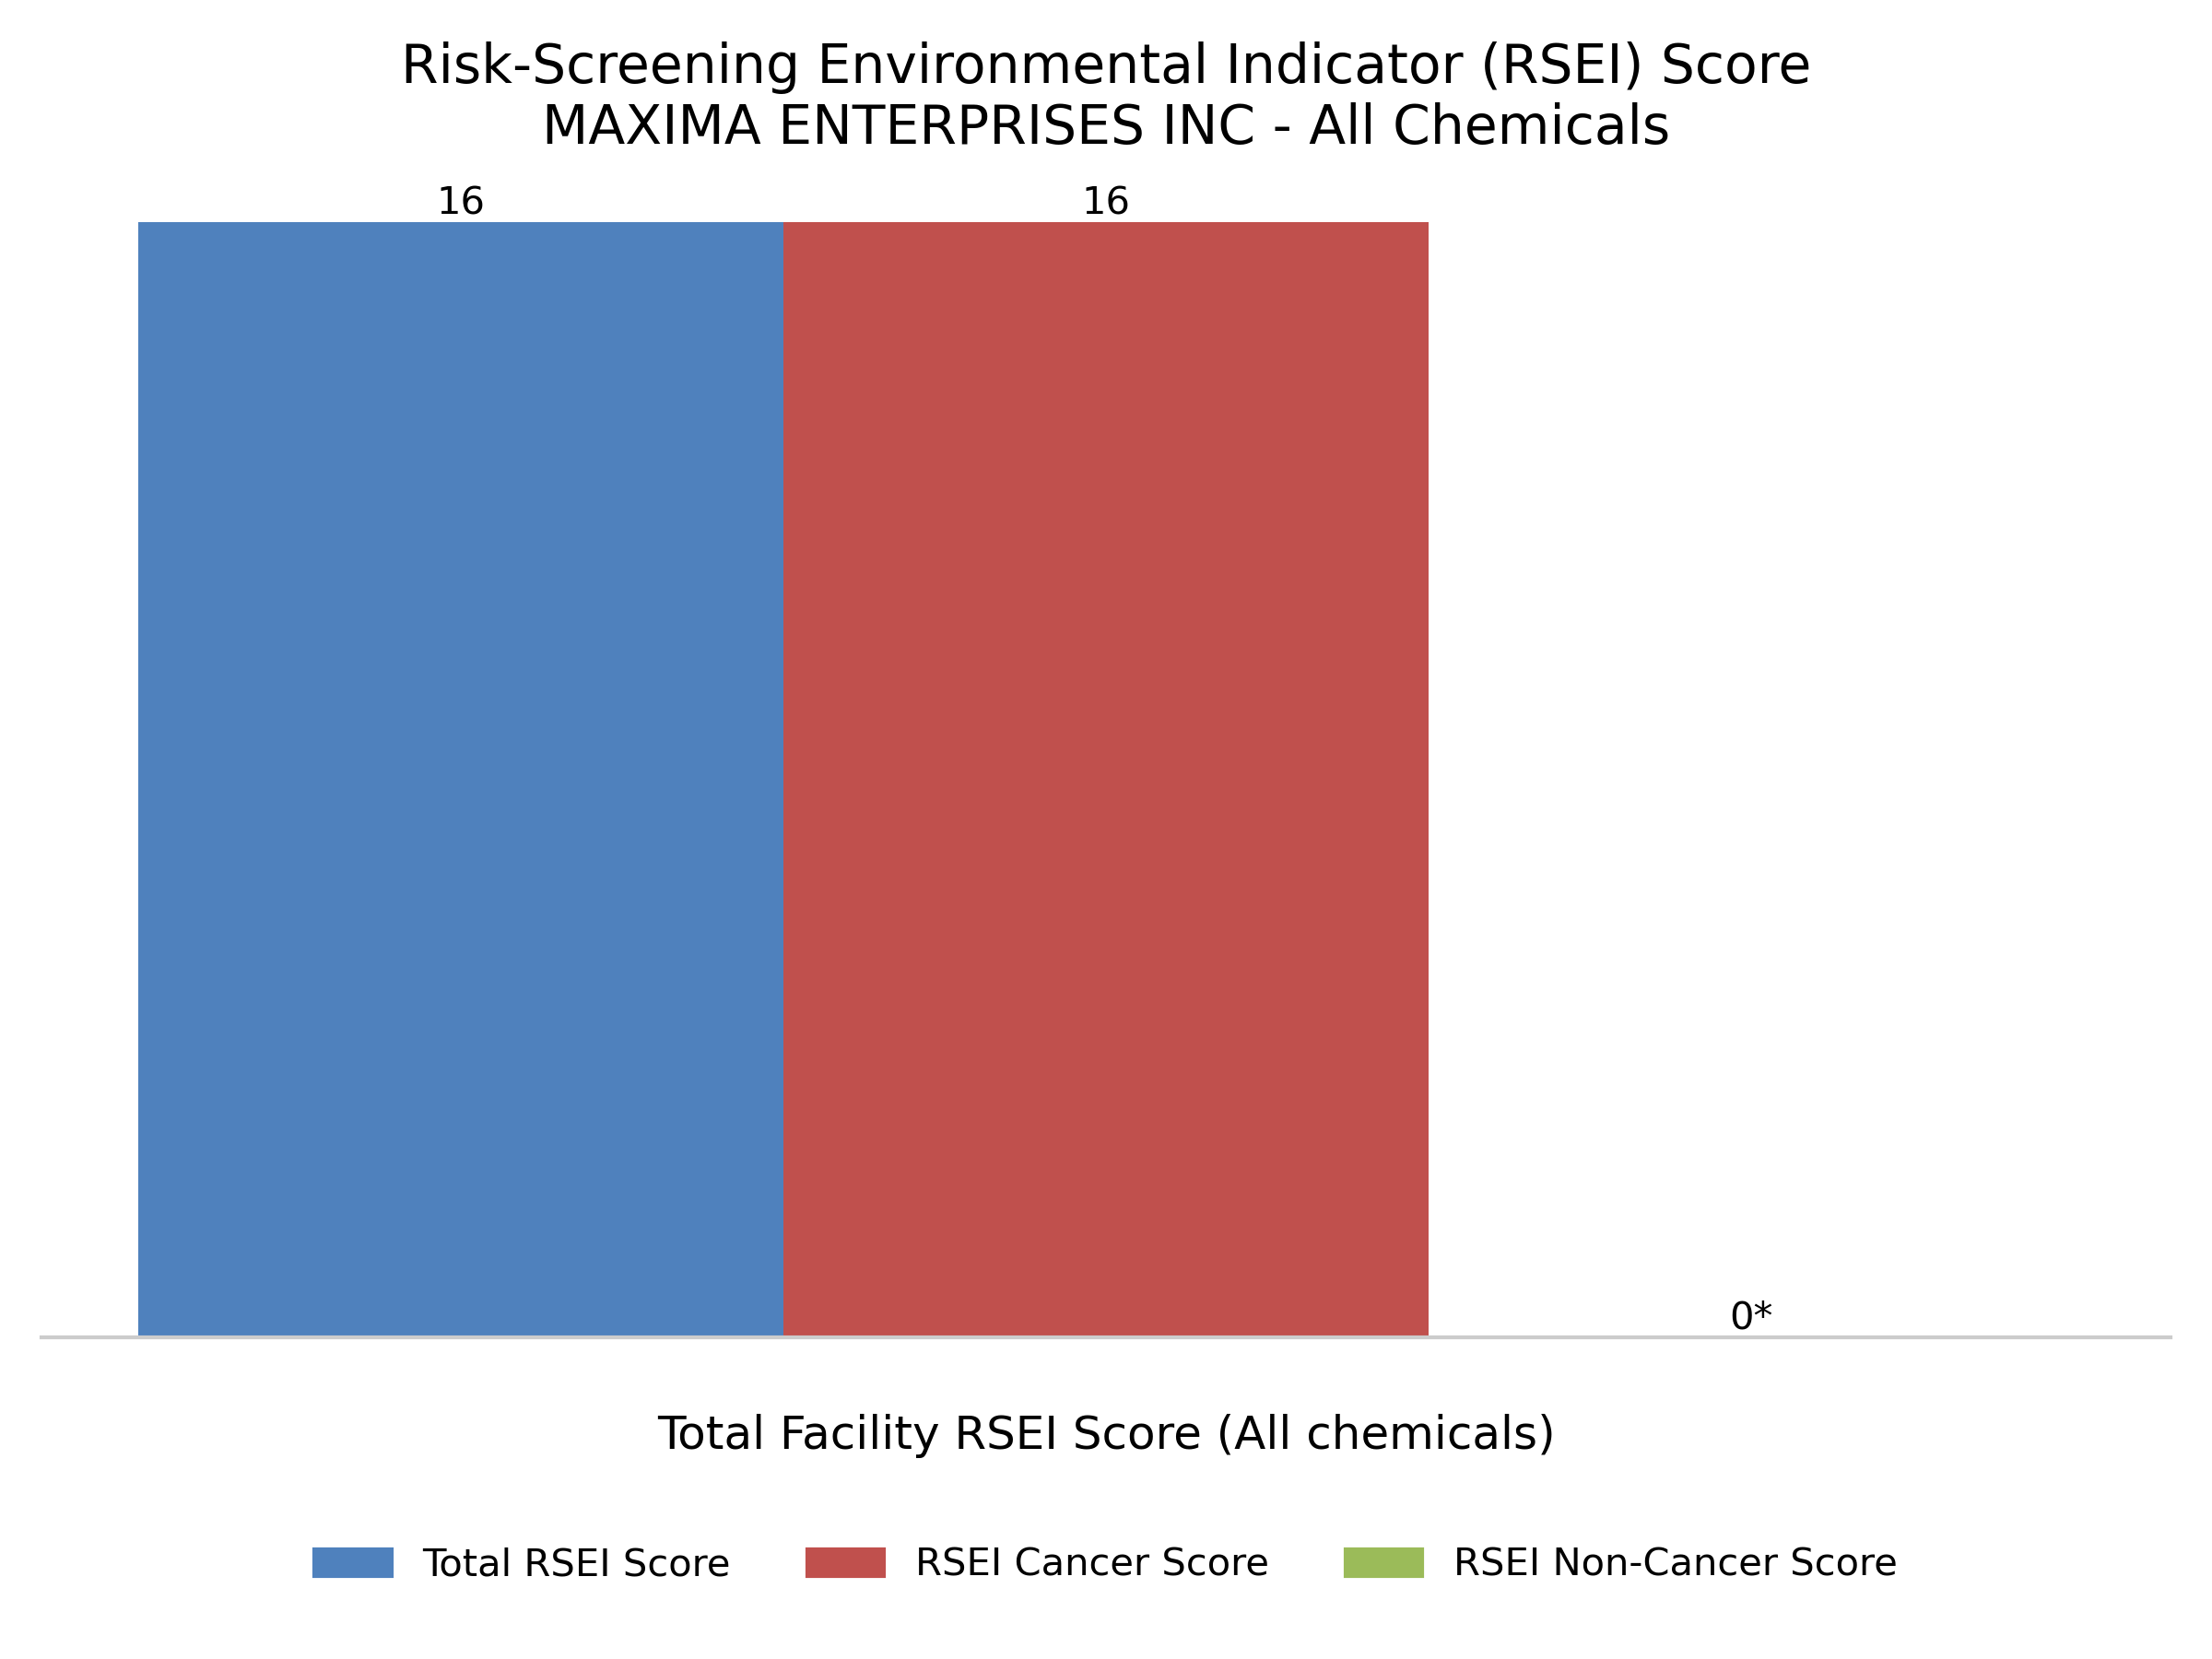 Risk-Screening Environmental Indicator (RSEI) Score
MAXIMA ENTERPRISES INC - All Chemicals
16
16
0*
Total Facility RSEI Score (All chemicals)
Total RSEI Score
RSEI Cancer Score
RSEI Non-Cancer Score